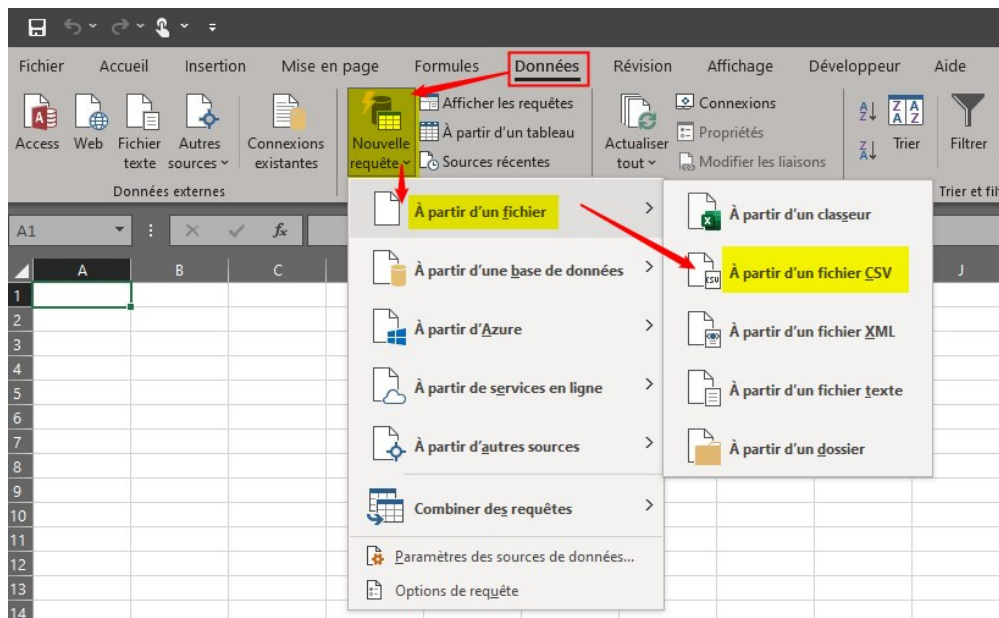 Fichier Accueil Insertion Mise en page Formules Données Révision Affichage Développeur Aide
Access
Web
Fichier texte
Autres sources
Connexions existantes
Données externes
Nouvelle requête
Afficher les requêtes
À partir d'un tableau
Sources récentes
Actualiser tout
Connexions
Propriétés
Modifier les liaisons
A
Z
Z
A
Z A
A Z
Trier
Filtrer
Trier et fil
A1
fx
A B C J
1
2
3
4
5
6
7
8
9
10
11
12
13
14
À partir d'un fichier
À partir d'une base de données
À partir d'Azure
À partir de services en ligne
À partir d'autres sources
Combiner des requêtes
Paramètres des sources de données...
Options de requête
À partir d'un classeur
À partir d'un fichier CSV
CSV
À partir d'un fichier XML
À partir d'un fichier texte
À partir d'un dossier